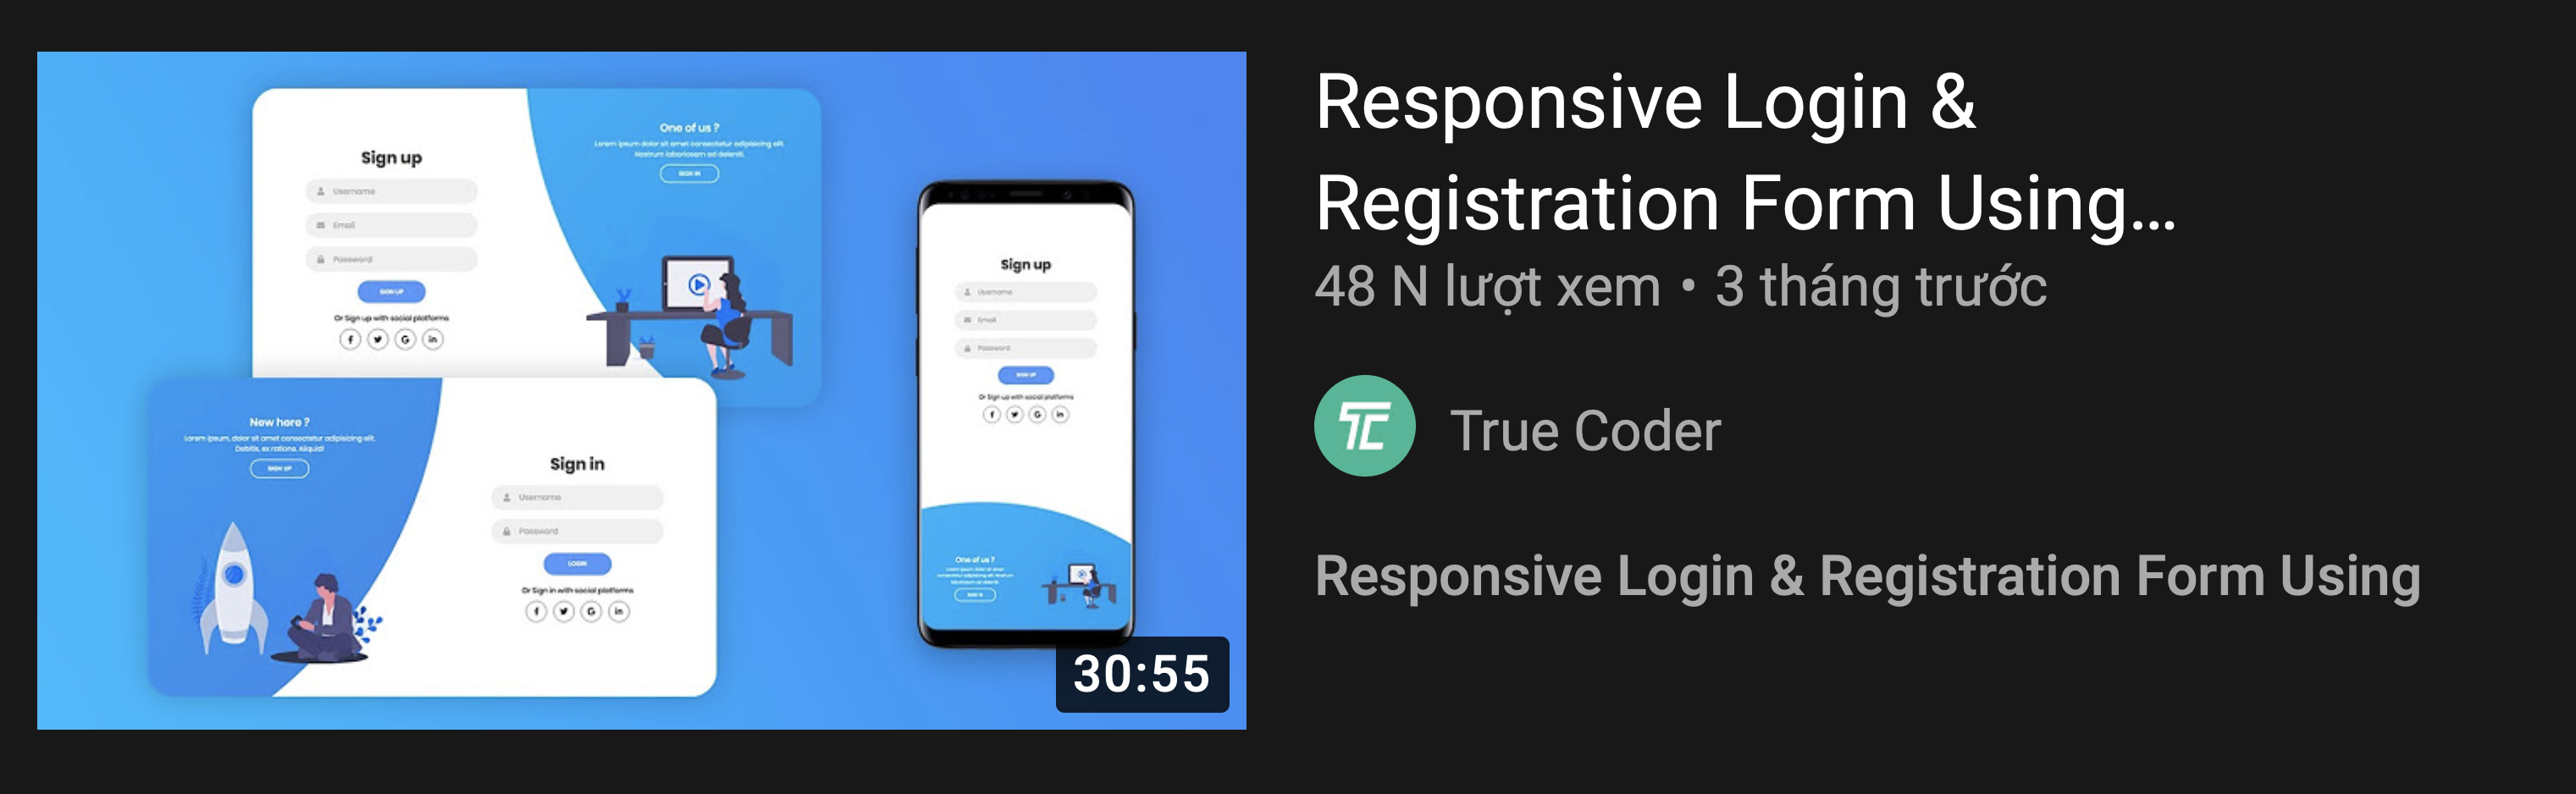 Sign up
Username
Email
Password
SIGN UP
Or Sign up with social platforms
One of us ?
Lorem ipsum dolor sit amet consectetur adipisicing elit.
Nostrum laboriosam ad deleniti.
SIGN IN
New here ?
Lorem ipsum, dolor sit amet consectetur adipisicing elit.
Debitis, ex ratione. Aliquid!
SIGN UP
Sign in
Username
Password
LOGIN
Or Sign in with social platforms
Sign up
Username
Email
Password
SIGN UP
Or Sign up with social platforms
One of us ?
SIGN IN
30:55
Responsive Login &
Registration Form Using...
48 N lượt xem • 3 tháng trước
TC
True Coder
Responsive Login & Registration Form Using